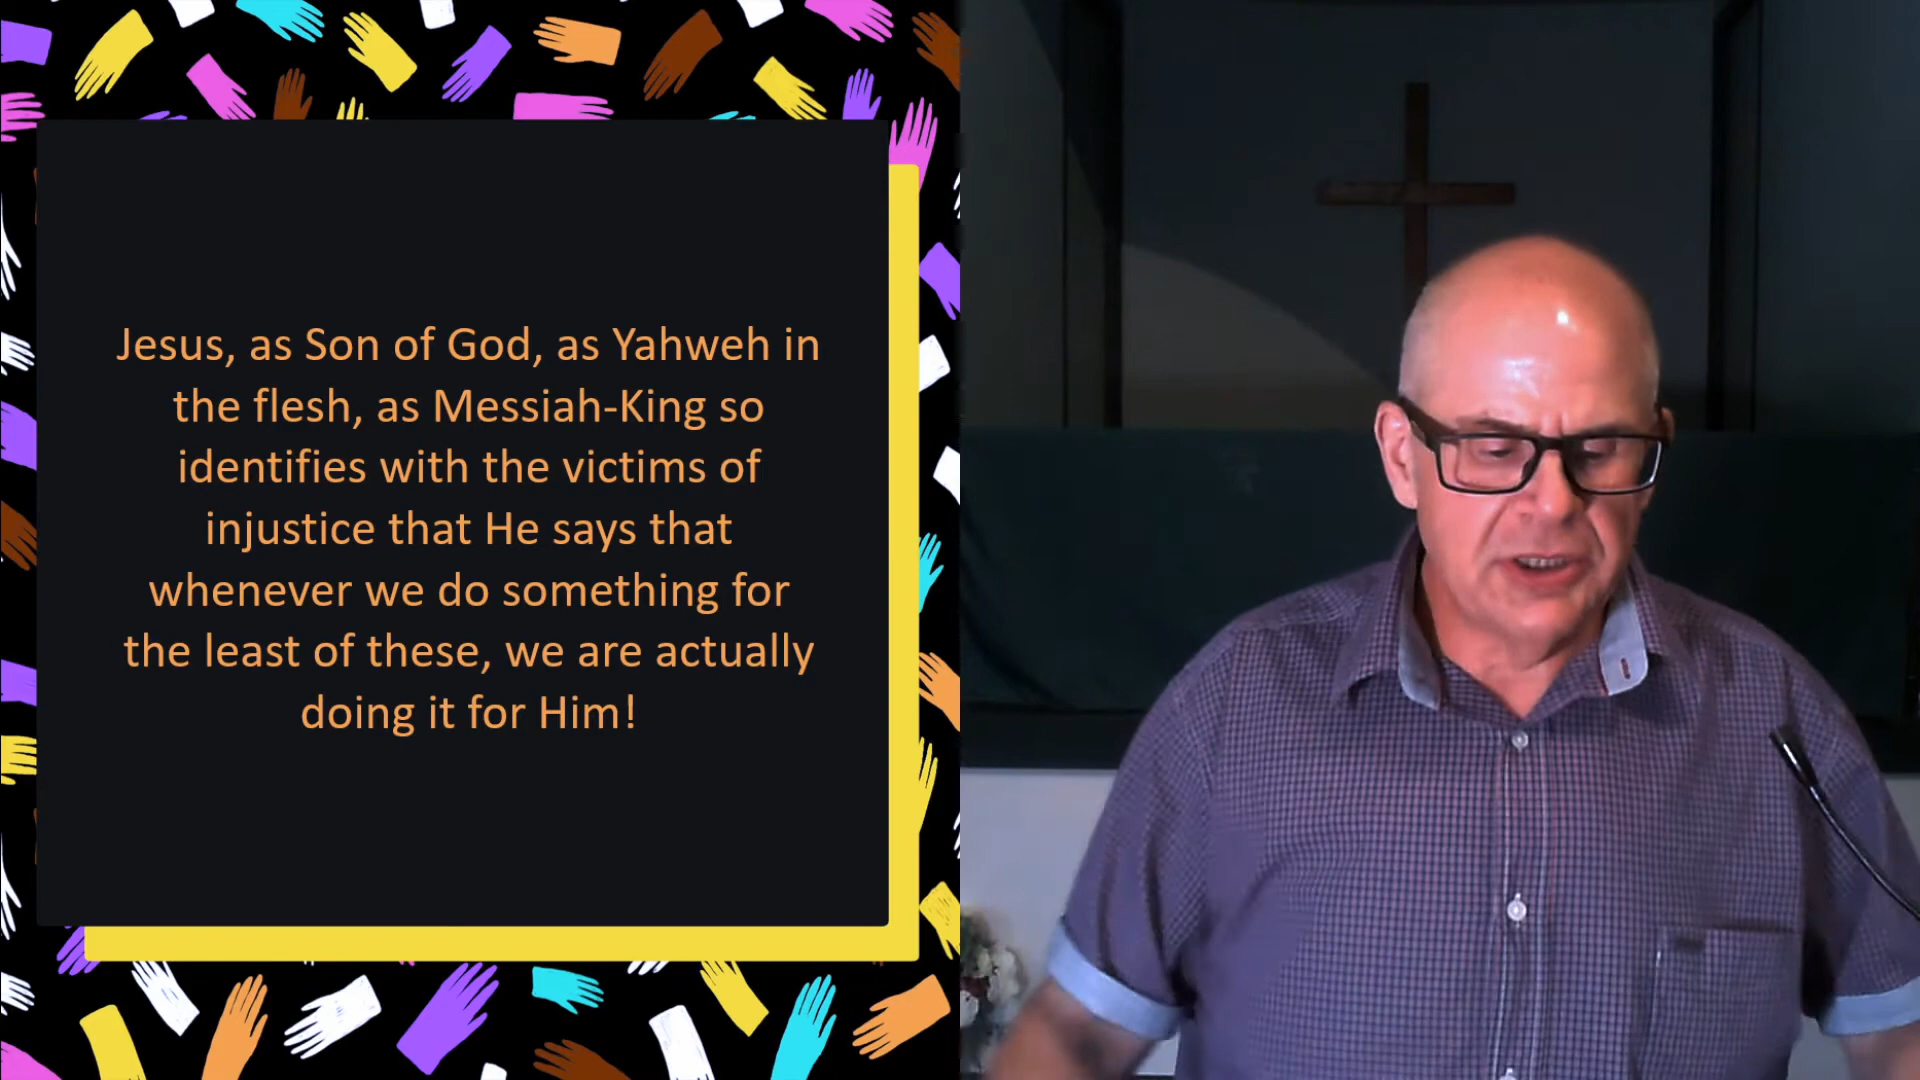 Jesus, as Son of God, as Yahweh in
the flesh, as Messiah-King so
identifies with the victims of
injustice that He says that
whenever we do something for
the least of these, we are actually
doing it for Him!